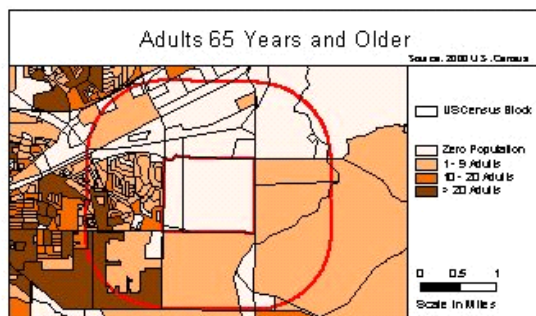 Adults 65 Years and Older
Source: 2000 U.S. Census
US Census Block
Zero Population
1 - 9 Adults
10 - 20 Adults
> 20 Adults
0 0.5 1
Scale in Miles